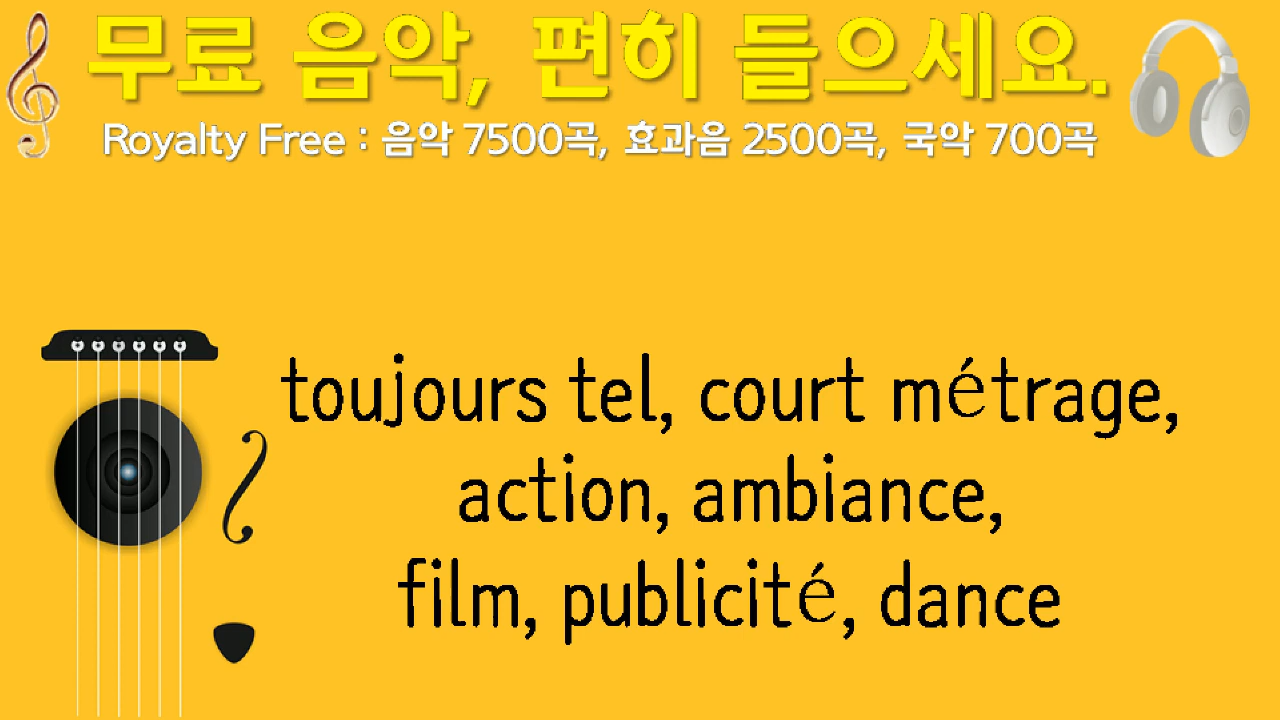 무료 음악, 편히 들으세요.
Royalty Free : 음악 7500곡, 효과음 2500곡, 국악 700곡
toujours tel, court métrage,
action, ambiance,
film, publicité, dance